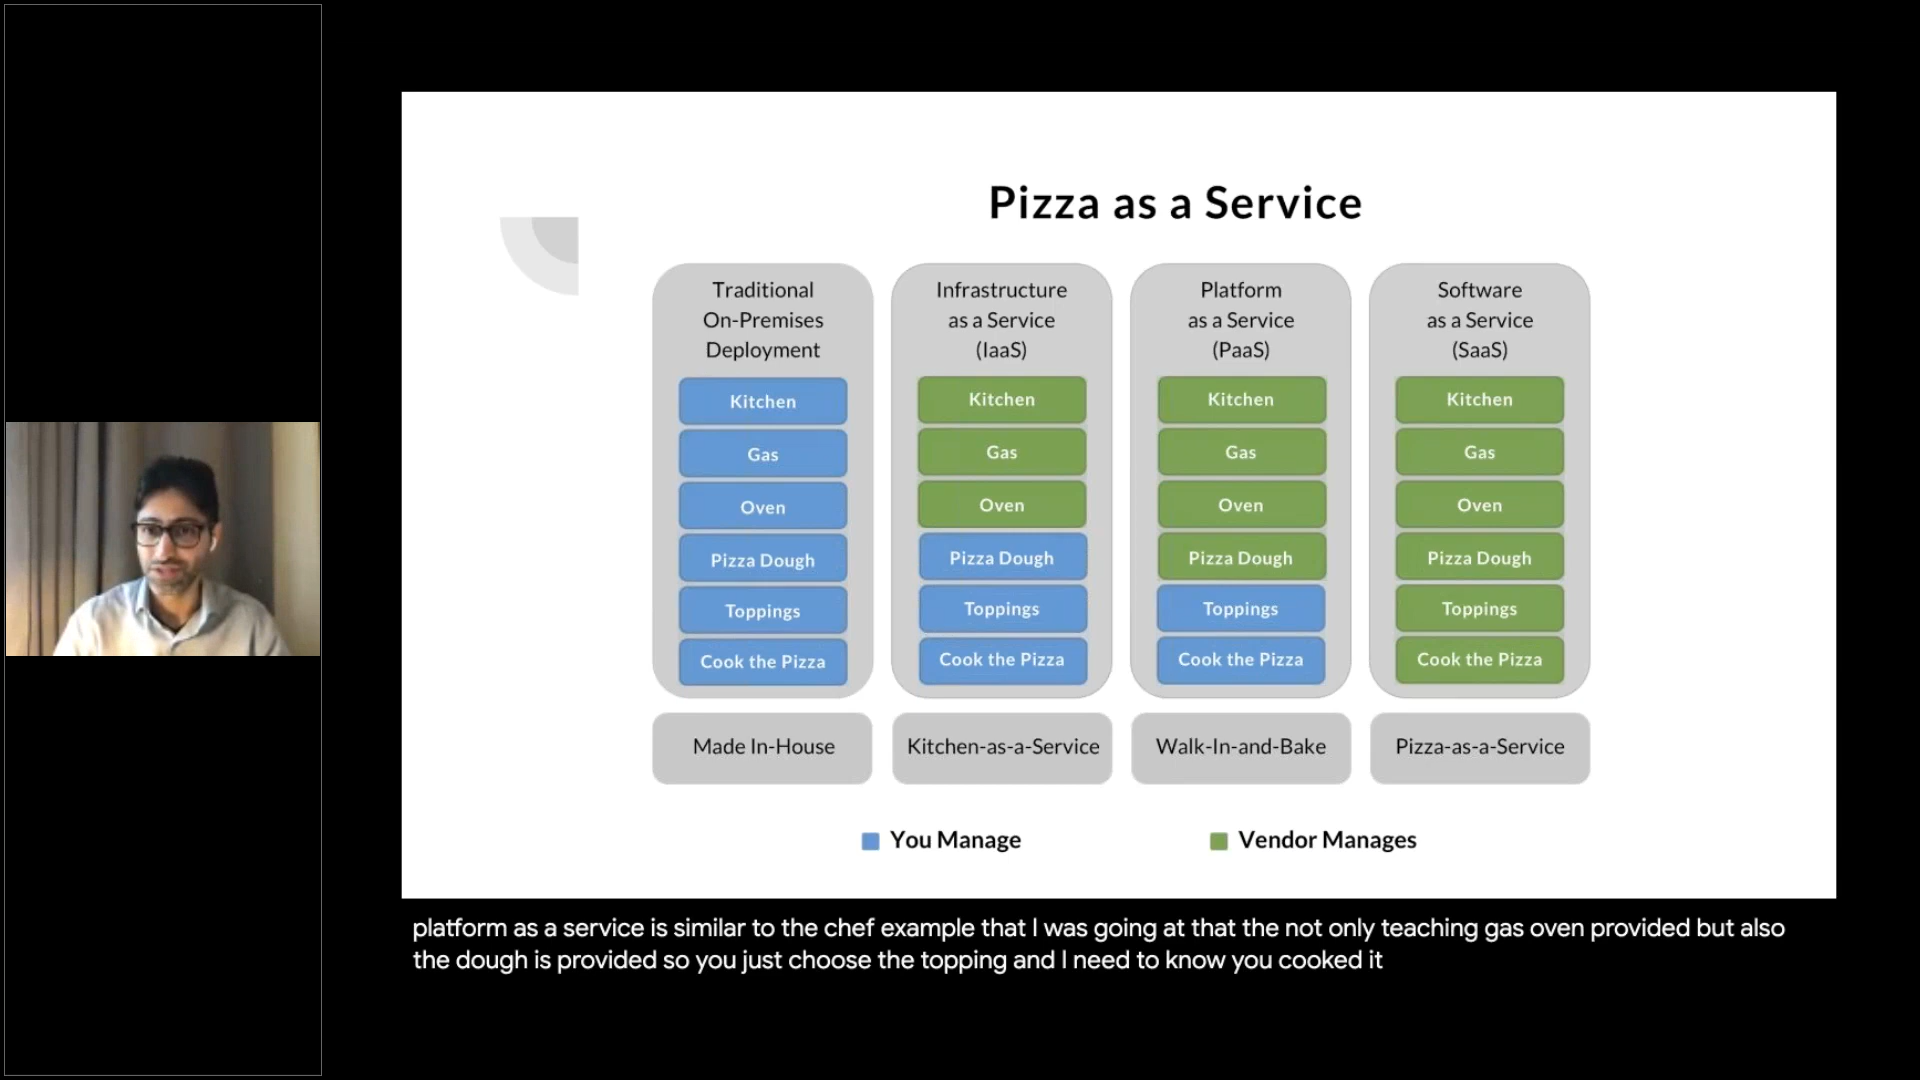 Pizza as a Service
Traditional
On-Premises
Deployment
Kitchen
Gas
Oven
Pizza Dough
Toppings
Cook the Pizza
Made In-House
Infrastructure
as a Service
(IaaS)
Kitchen
Gas
Oven
Pizza Dough
Toppings
Cook the Pizza
Kitchen-as-a-Service
Platform
as a Service
(PaaS)
Kitchen
Gas
Oven
Pizza Dough
Toppings
Cook the Pizza
Walk-In-and-Bake
Software
as a Service
(SaaS)
Kitchen
Gas
Oven
Pizza Dough
Toppings
Cook the Pizza
Pizza-as-a-Service
You Manage
Vendor Manages
platform as a service is similar to the chef example that I was going at that the not only teaching gas oven provided but also
the dough is provided so you just choose the topping and I need to know you cooked it